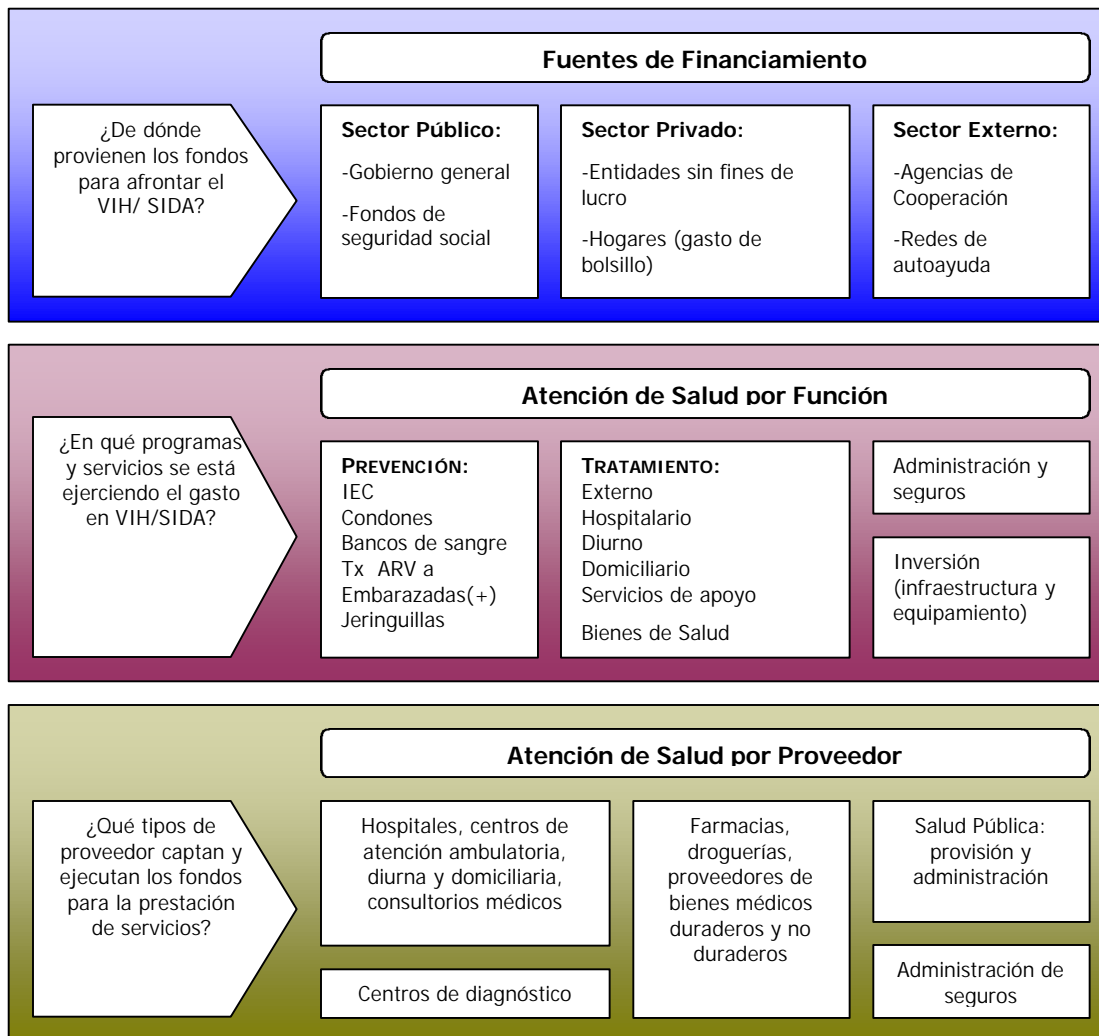 Fuentes de Financiamiento
¿De dónde
provienen los fondos
para afrontar el
VIH/ SIDA?
Sector Público:
-Gobierno general
-Fondos de
seguridad social
Sector Privado:
-Entidades sin fines de
lucro
-Hogares (gasto de
bolsillo)
Sector Externo:
-Agencias de
Cooperación
-Redes de
autoayuda
Atención de Salud por Función
¿En qué programas
y servicios se está
ejerciendo el gasto
en VIH/SIDA?
PREVENCIÓN:
IEC
Condones
Bancos de sangre
Tx ARV a
Embarazadas(+)
Jeringuillas
TRATAMIENTO:
Externo
Hospitalario
Diurno
Domiciliario
Servicios de apoyo
Bienes de Salud
Administración y
seguros
Inversión
(infraestructura y
equipamiento)
Atención de Salud por Proveedor
¿Qué tipos de
proveedor captan y
ejecutan los fondos
para la prestación
de servicios?
Hospitales, centros de
atención ambulatoria,
diurna y domiciliaria,
consultorios médicos
Centros de diagnóstico
Farmacias,
droguerías,
proveedores de
bienes médicos
duraderos y no
duraderos
Salud Pública:
provisión y
administración
Administración de
seguros